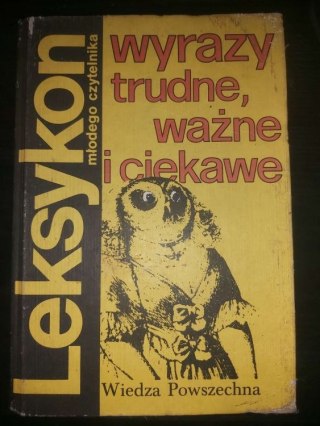 Leksykon
młodego czytelnika
wyrazy
trudne,
ważne
i ciekawe
Wiedza Powszechna